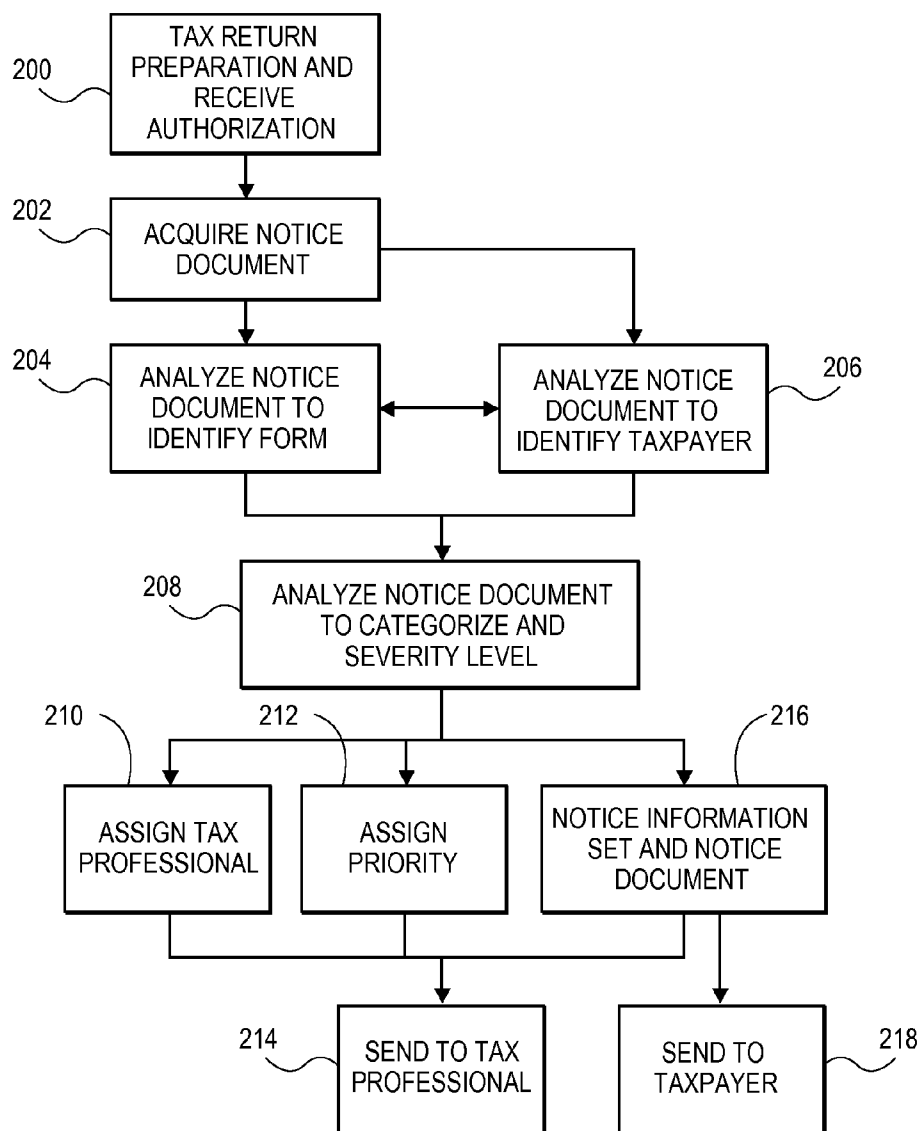 200
TAX RETURN
PREPARATION AND
RECEIVE
AUTHORIZATION
202
ACQUIRE NOTICE
DOCUMENT
204
ANALYZE NOTICE
DOCUMENT TO
IDENTIFY FORM
ANALYZE NOTICE
DOCUMENT TO
IDENTIFY TAXPAYER
206
208
ANALYZE NOTICE DOCUMENT
TO CATEGORIZE AND
SEVERITY LEVEL
210
ASSIGN TAX
PROFESSIONAL
212
ASSIGN
PRIORITY
216
NOTICE INFORMATION
SET AND NOTICE
DOCUMENT
214
SEND TO TAX
PROFESSIONAL
SEND TO
TAXPAYER
218